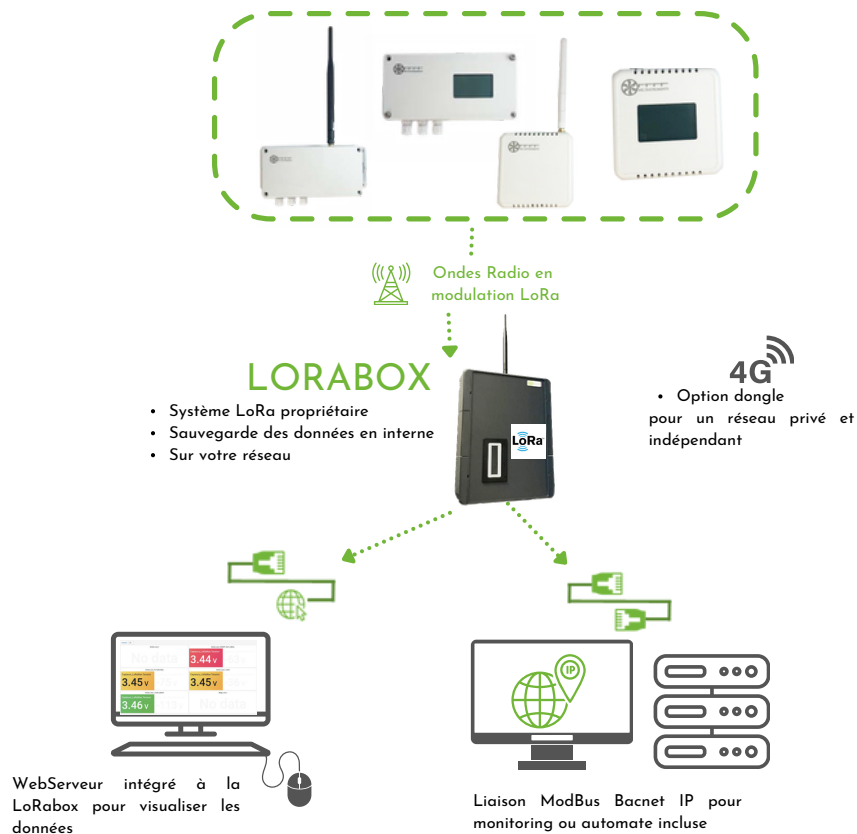 Ondes Radio en
modulation LoRa
LORABOX
• Système LoRa propriétaire
• Sauvegarde des données en interne
• Sur votre réseau
LoRa
4G
• Option dongle
pour un réseau privé et
indépendant
No data
3.44 v
3.45 v
3.45 v
3.46 v
No data
IP
WebServeur intégré à la
LoRabox pour visualiser les
données
Liaison ModBus Bacnet IP pour
monitoring ou automate incluse